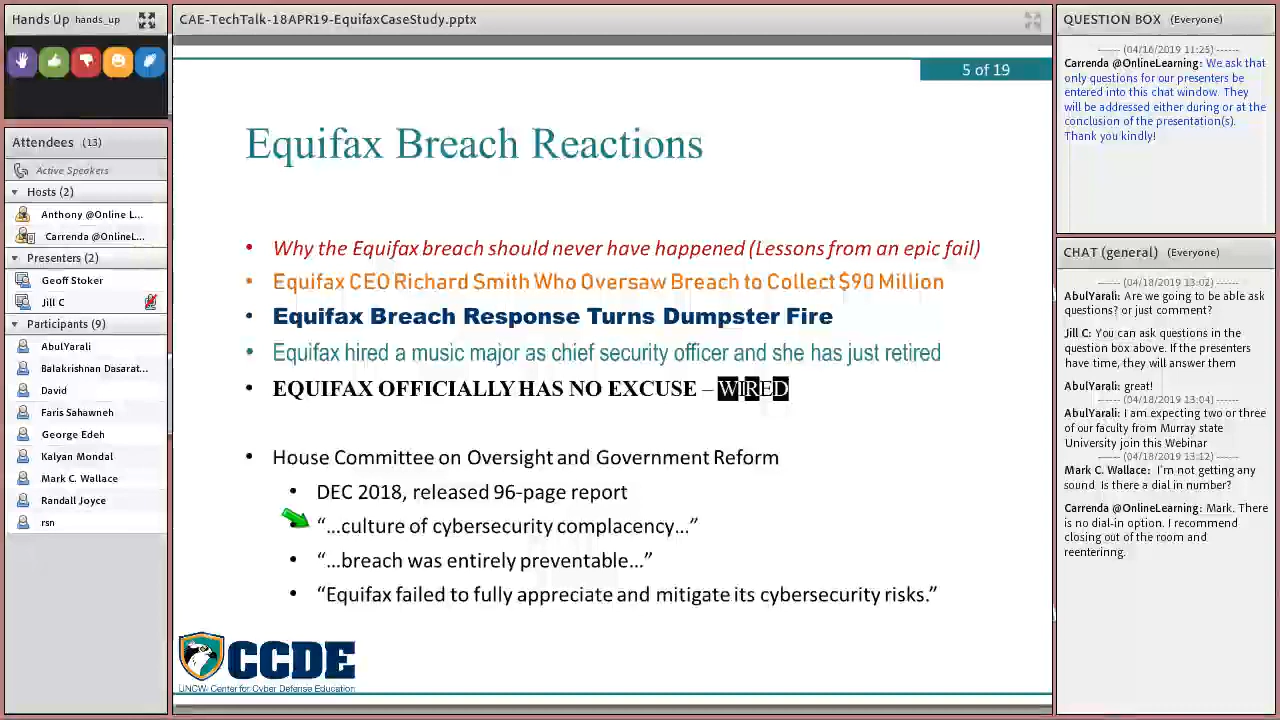 Hands Up hands_up
CAE-TechTalk-18APR19-EquifaxCaseStudy.pptx
QUESTION BOX (Everyone)
------ (04/16/2019 11:25) ------
Carrenda @OnlineLearning: We ask that
only questions for our presenters be
entered into this chat window. They
will be addressed either during or at the
conclusion of the presentation(s).
Thank you kindly!
Attendees (13)
Active Speakers
Hosts (2)
Anthony @Online L...
Carrenda @OnlineL...
Presenters (2)
Geoff Stoker
Jill C
Participants (9)
AbulYarali
Balakrishnan Dasarat...
David
Faris Sahawneh
George Edeh
Kalyan Mondal
Mark C. Wallace
Randall Joyce
rsn
5 of 19
Equifax Breach Reactions
• Why the Equifax breach should never have happened (Lessons from an epic fail)
• Equifax CEO Richard Smith Who Oversaw Breach to Collect $90 Million
• Equifax Breach Response Turns Dumpster Fire
• Equifax hired a music major as chief security officer and she has just retired
• EQUIFAX OFFICIALLY HAS NO EXCUSE – WIRED
• House Committee on Oversight and Government Reform
• DEC 2018, released 96-page report
• “...culture of cybersecurity complacency...”
• “...breach was entirely preventable...”
• “Equifax failed to fully appreciate and mitigate its cybersecurity risks.”
CCDE
UNCW: Center for Cyber Defense Education
CHAT (general) (Everyone)
------ (04/18/2019 13:02) ------
AbulYarali: Are we going to be able ask
questions? or just comment?
Jill C: You can ask questions in the
question box above. If the presenters
have time, they will answer them
AbulYarali: great!
------ (04/18/2019 13:04) ------
AbulYarali: I am expecting two or three
of our faculty from Murray state
University join this Webinar
------ (04/18/2019 13:12) ------
Mark C. Wallace: I'm not getting any
sound. Is there a dial in number?
Carrenda @OnlineLearning: Mark. There
is no dial-in option. I recommend
closing out of the room and
reenterinng.